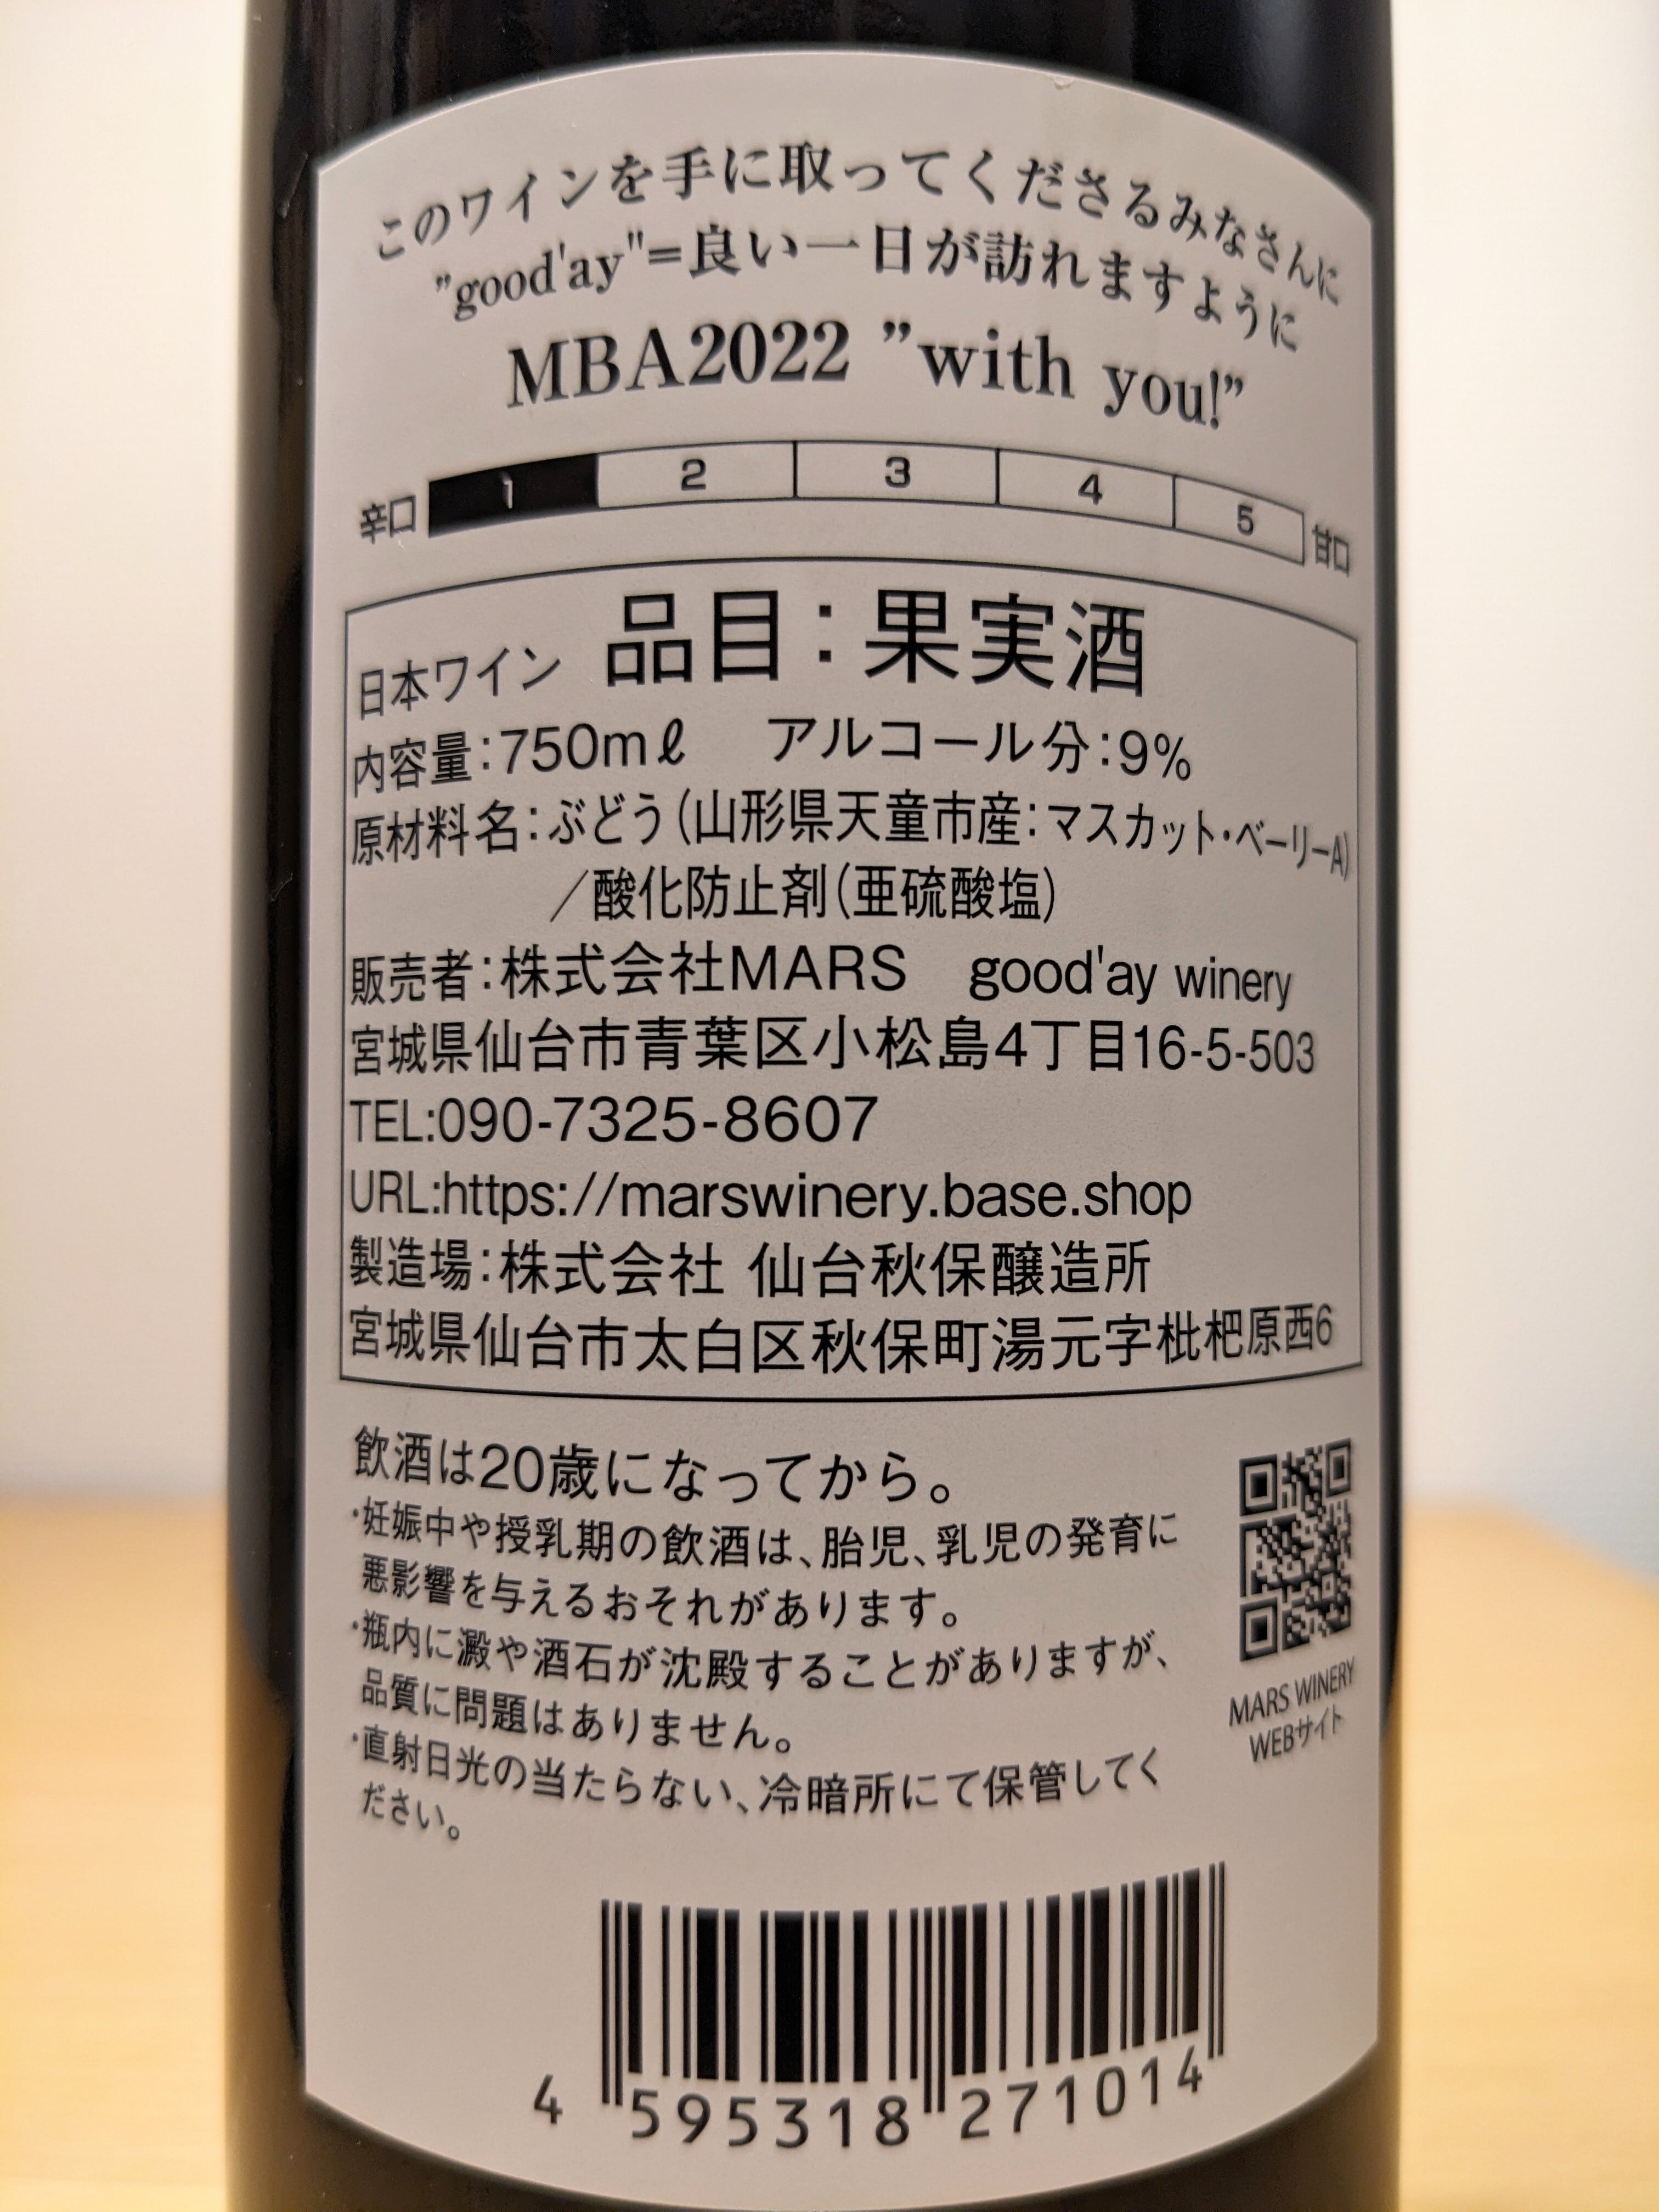 このワインを手に取ってくださるみなさんに
"good'ay"=良い一日が訪れますように
MBA2022 ”with you!”
辛口 1 2 3 4 5 甘口
日本ワイン 品目:果実酒
内容量:750mℓ アルコール分:9%
原材料名:ぶどう(山形県天童市産:マスカット・ベーリーA)
/酸化防止剤(亜硫酸塩)
販売者:株式会社MARS good'ay winery
宮城県仙台市青葉区小松島4丁目16-5-503
TEL:090-7325-8607
URL:https://marswinery.base.shop
製造場:株式会社 仙台秋保醸造所
宮城県仙台市太白区秋保町湯元字枇杷原西6
飲酒は20歳になってから。
・妊娠中や授乳期の飲酒は、胎児、乳児の発育に
悪影響を与えるおそれがあります。
・瓶内に澱や酒石が沈殿することがありますが、
品質に問題はありません。
・直射日光の当たらない、冷暗所にて保管してく
ださい。
MARS WINERY
WEBサイト
4 595318 271014